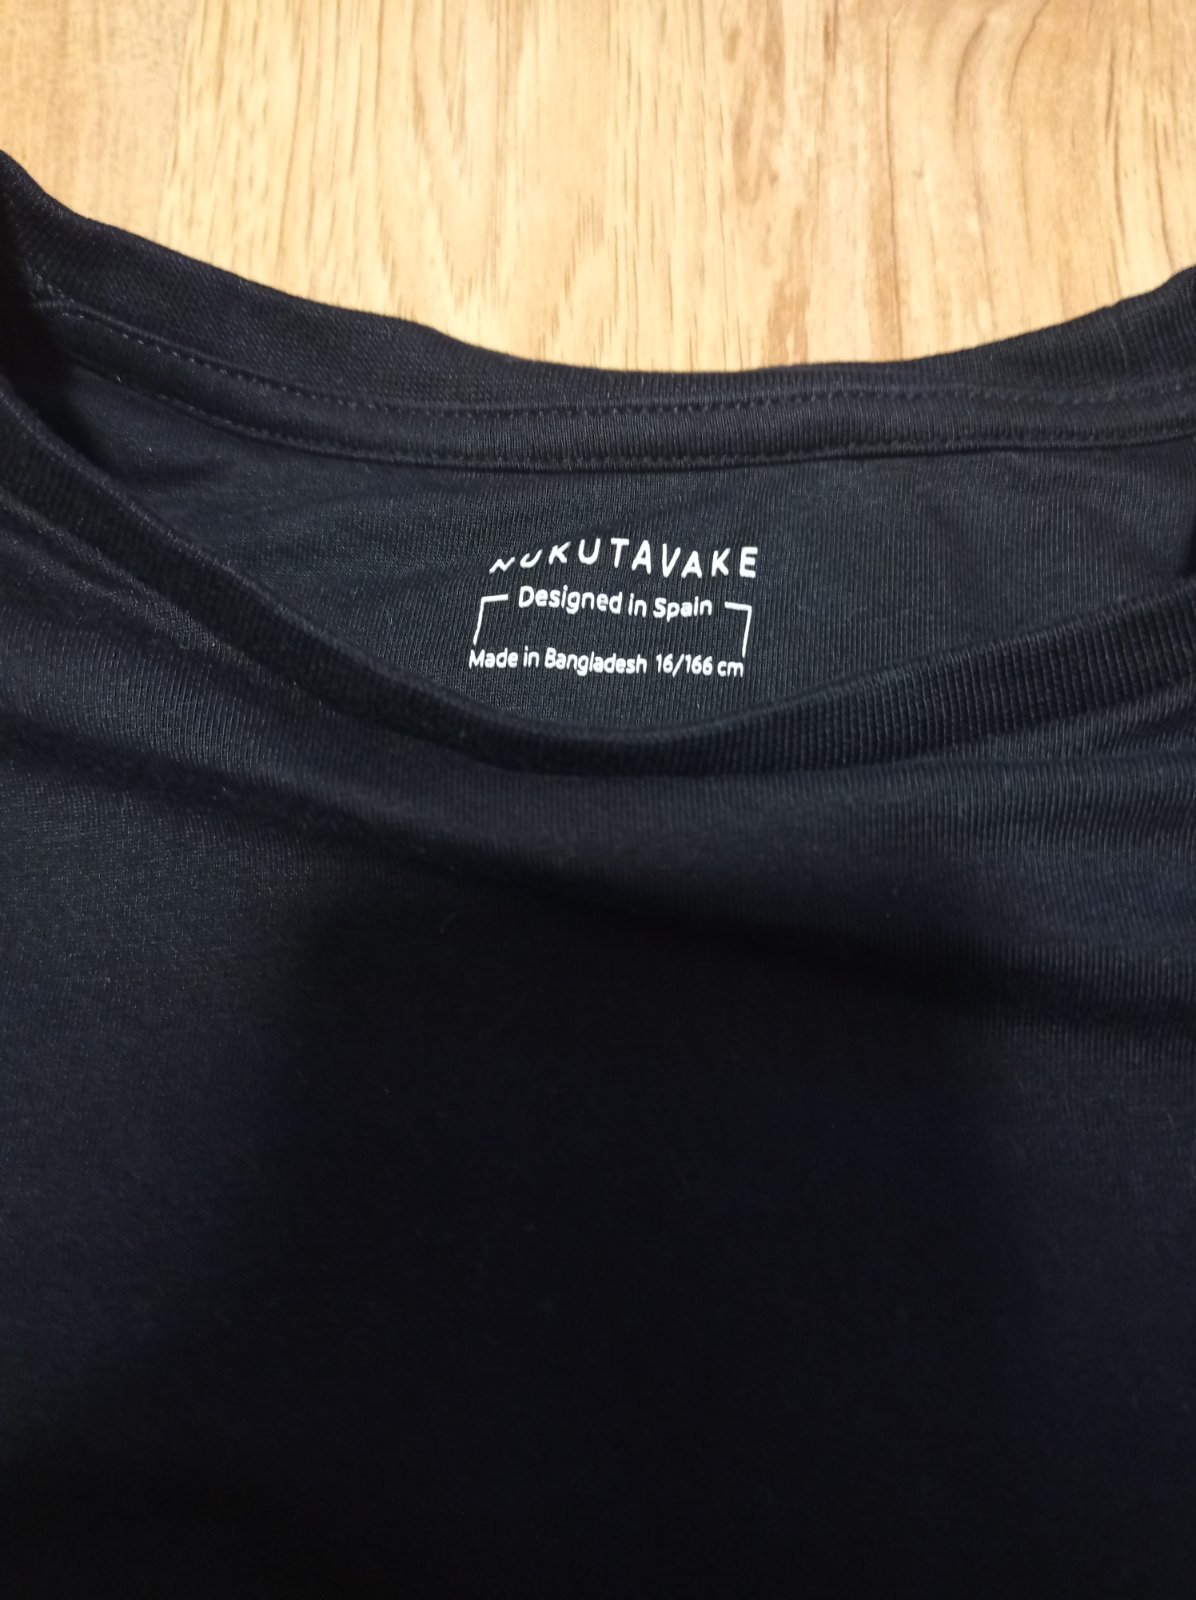 NUKUTAVAKE
Designed in Spain
Made in Bangladesh 16/166 cm